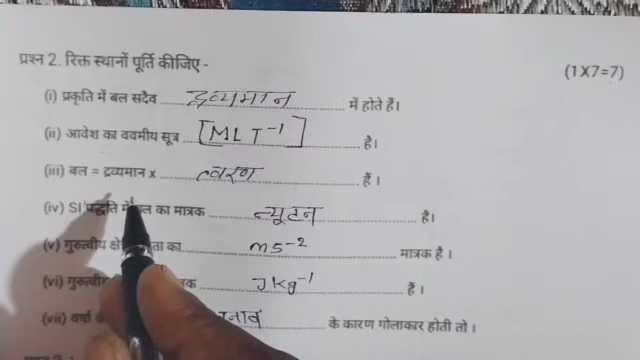 प्रश्न 2. रिक्त स्थानों पूर्ति कीजिए - (1X7=7)
(i) प्रकृति में बल सदैव द्रव्यमान में होते हैं।
(ii) आवेश का ववमीय सूत्र [MLT⁻¹] है।
(iii) बल = द्रव्यमान x त्वरण हैं ।
(iv) SI पद्धति में का मात्रक न्यूटन है।
(v) गुरुत्वीय का ms⁻² मात्रक है ।
(vi) JKg⁻¹ हैं ।
(vii) वर्षा के कारण गोलाकार होती तो ।